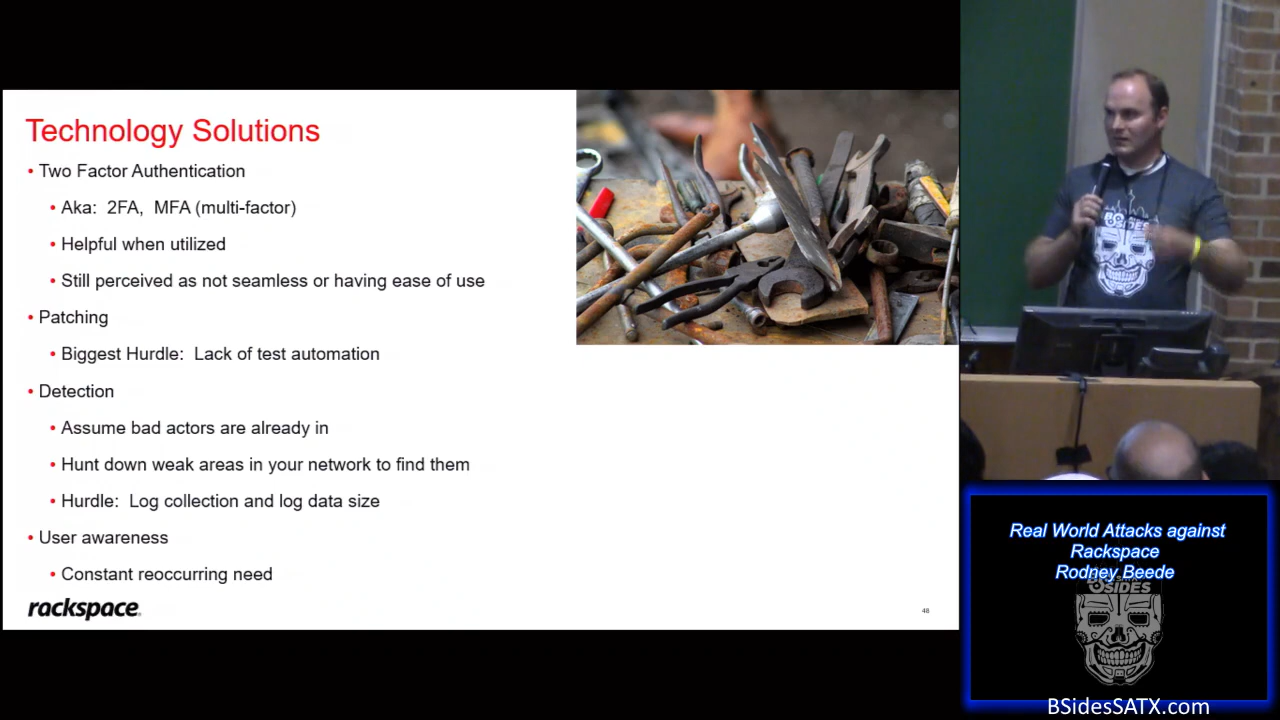 Technology Solutions
• Two Factor Authentication
• Aka: 2FA, MFA (multi-factor)
• Helpful when utilized
• Still perceived as not seamless or having ease of use
• Patching
• Biggest Hurdle: Lack of test automation
• Detection
• Assume bad actors are already in
• Hunt down weak areas in your network to find them
• Hurdle: Log collection and log data size
• User awareness
• Constant reoccurring need
rackspace
48
BSIDES
Real World Attacks against
Rackspace
Rodney Beede
BSIDES
BSidesSATX.com